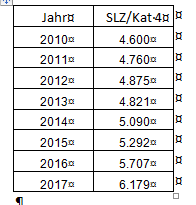 Jahr¤ SLZ/Kat-4¤ ¤
2010¤ 4.600¤ ¤
2011¤ 4.760¤ ¤
2012¤ 4.875¤ ¤
2013¤ 4.821¤ ¤
2014¤ 5.090¤ ¤
2015¤ 5.292¤ ¤
2016¤ 5.707¤ ¤
2017¤ 6.179¤ ¤
¶